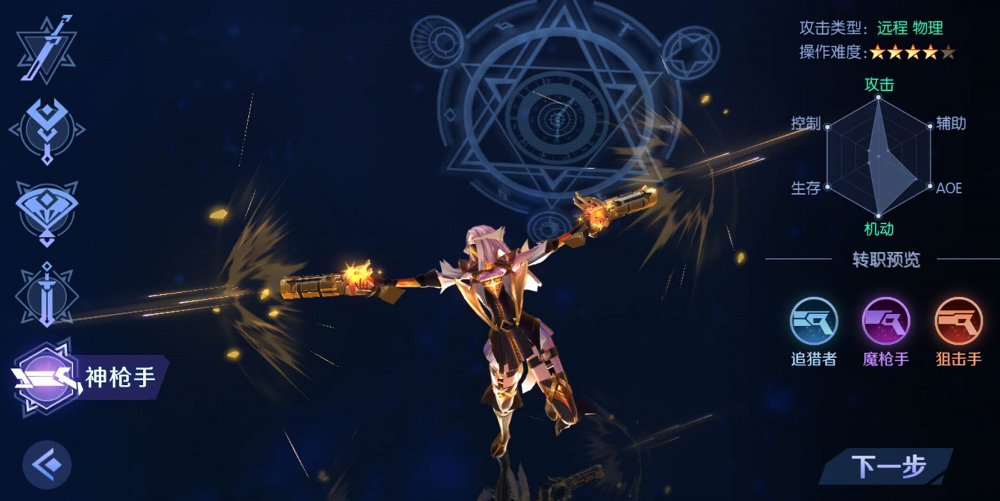 攻击类型：远程 物理
操作难度：
攻击
控制
辅助
生存
AOE
机动
转职预览
追猎者
魔枪手
狙击手
神枪手
下一步